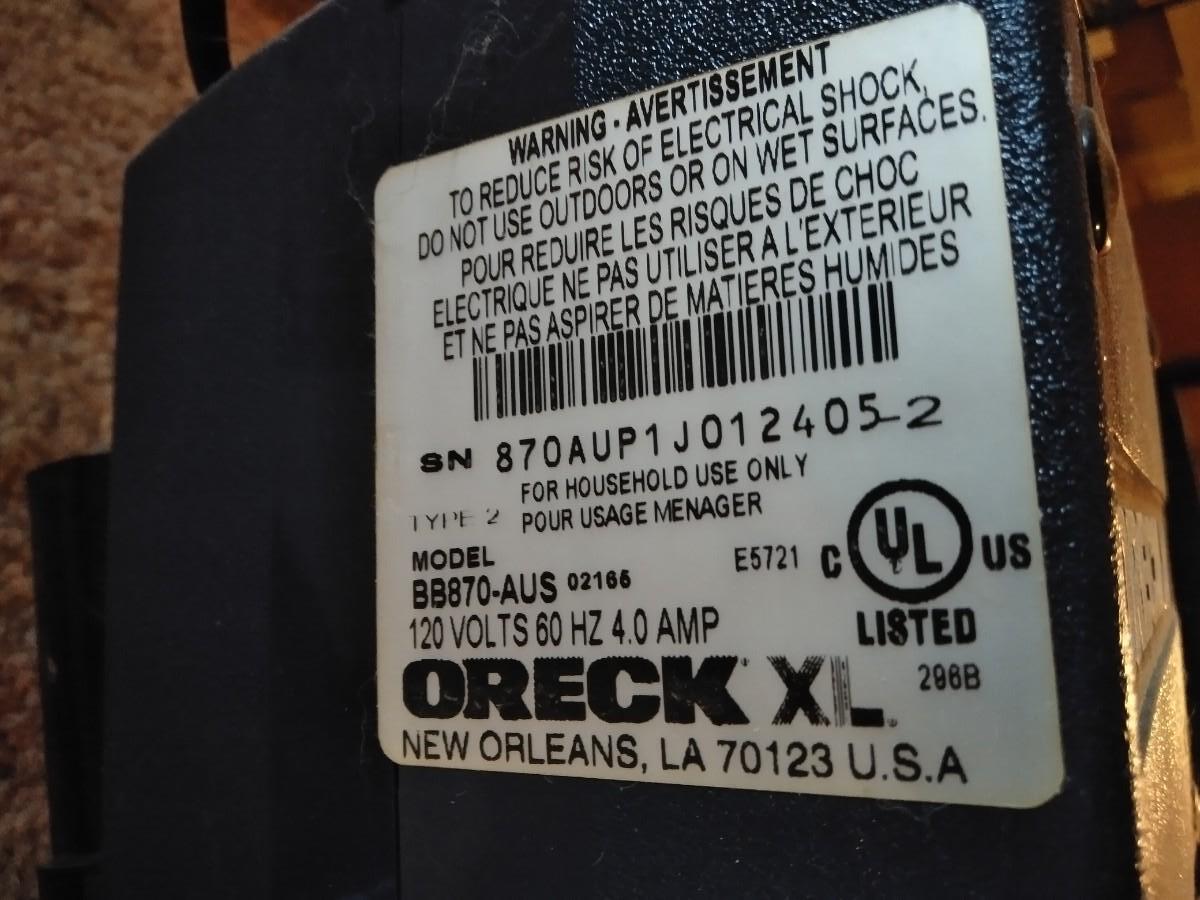 WARNING - AVERTISSEMENT
TO REDUCE RISK OF ELECTRICAL SHOCK,
DO NOT USE OUTDOORS OR ON WET SURFACES.
POUR REDUIRE LES RISQUES DE CHOC
ELECTRIQUE NE PAS UTILISER A L'EXTERIEUR
ET NE PAS ASPIRER DE MATIERES HUMIDES
SN 870AUP1J012405-2
FOR HOUSEHOLD USE ONLY
TYPE 2 POUR USAGE MENAGER
MODEL
BB870-AUS 02165 E5721 C UL US
120 VOLTS 60 HZ 4.0 AMP LISTED
ORECK XL 296B
NEW ORLEANS, LA 70123 U.S.A